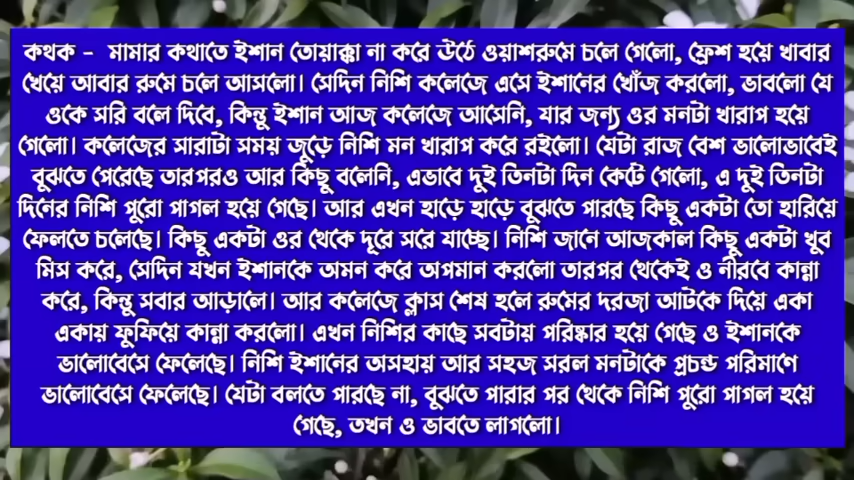 কথক - মামার কথাতে ইশান তোয়াক্কা না করে উঠে ওয়াশরুমে চলে গেলো, ফ্রেশ হয়ে খাবার
খেয়ে আবার রুমে চলে আসলো। সেদিন নিশি কলেজে এসে ইশানের খোঁজ করলো, ভাবলো যে
ওকে সরি বলে দিবে, কিন্তু ইশান আজ কলেজে আসেনি, যার জন্য ওর মনটা খারাপ হয়ে
গেলো। কলেজের সারাটা সময় জুড়ে নিশি মন খারাপ করে রইলো। যেটা রাজ বেশ ভালোভাবেই
বুঝতে পেরেছে তারপরও আর কিছু বলেনি, এভাবে দুই তিনটা দিন কেটে গেলো, এ দুই তিনটা
দিনের নিশি পুরো পাগল হয়ে গেছে। আর এখন হাড়ে হাড়ে বুঝতে পারছে কিছু একটা তো হারিয়ে
ফেলতে চলেছে। কিছু একটা ওর থেকে দূরে সরে যাচ্ছে। নিশি জানে আজকাল কিছু একটা খুব
মিস করে, সেদিন যখন ইশানকে অমন করে অপমান করলো তারপর থেকেই ও নীরবে কান্না
করে, কিন্তু সবার আড়ালে। আর কলেজে ক্লাস শেষ হলে রুমের দরজা আটকে দিয়ে একা
একায় ফুফিয়ে কান্না করলো। এখন নিশির কাছে সবটায় পরিষ্কার হয়ে গেছে ও ইশানকে
ভালোবেসে ফেলেছে। নিশি ইশানের অসহায় আর সহজ সরল মনটাকে প্রচন্ড পরিমাণে
ভালোবেসে ফেলেছে। যেটা বলতে পারছে না, বুঝতে পারার পর থেকে নিশি পুরো পাগল হয়ে
গেছে, তখন ও ভাবতে লাগলো।